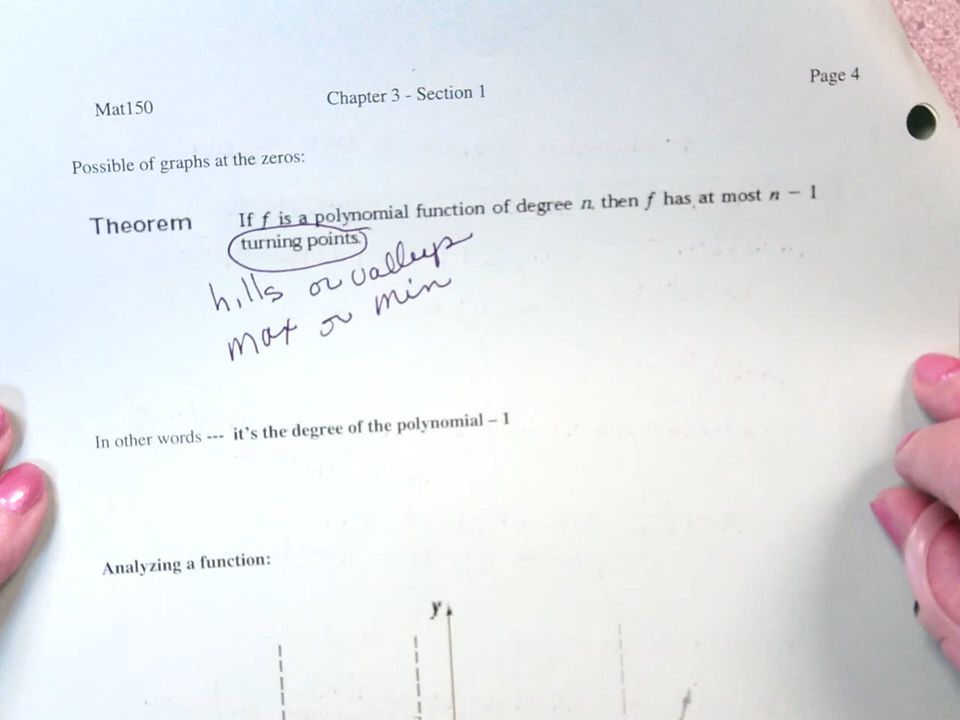 Page 4
Mat150 Chapter 3 - Section 1
Possible of graphs at the zeros:
Theorem If f is a polynomial function of degree n, then f has at most n − 1
turning points.
hills or valleys
max or min
In other words --- it's the degree of the polynomial – 1
Analyzing a function:
y